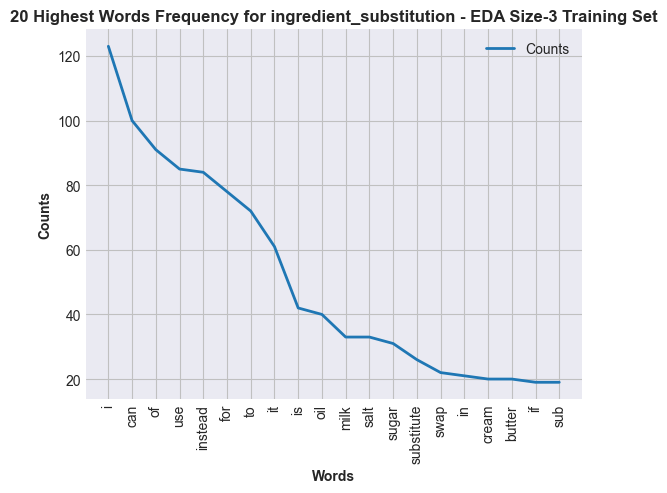 20 Highest Words Frequency for ingredient_substitution - EDA Size-3 Training Set
Counts
120
100
80
60
40
20
Counts
i
can
of
use
instead
for
to
it
is
oil
milk
salt
sugar
substitute
swap
in
cream
butter
if
sub
Words